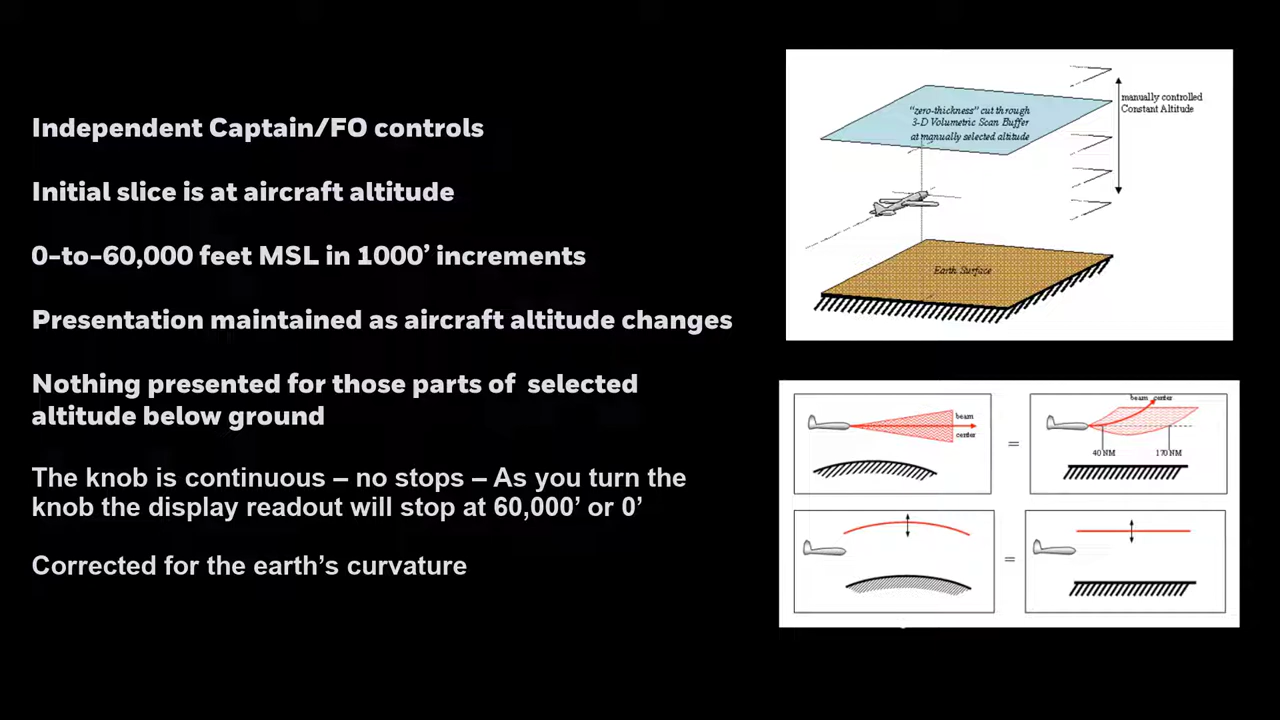 Independent Captain/FO controls
Initial slice is at aircraft altitude
0-to-60,000 feet MSL in 1000’ increments
Presentation maintained as aircraft altitude changes
Nothing presented for those parts of selected
altitude below ground
The knob is continuous – no stops – As you turn the
knob the display readout will stop at 60,000’ or 0’
Corrected for the earth’s curvature
"zero-thickness" cut through
3-D Volumetric Scan Buffer
at manually selected altitude
manually controlled
Constant Altitude
Earth Surface
beam
center
=
beam center
40 NM
170 NM
=